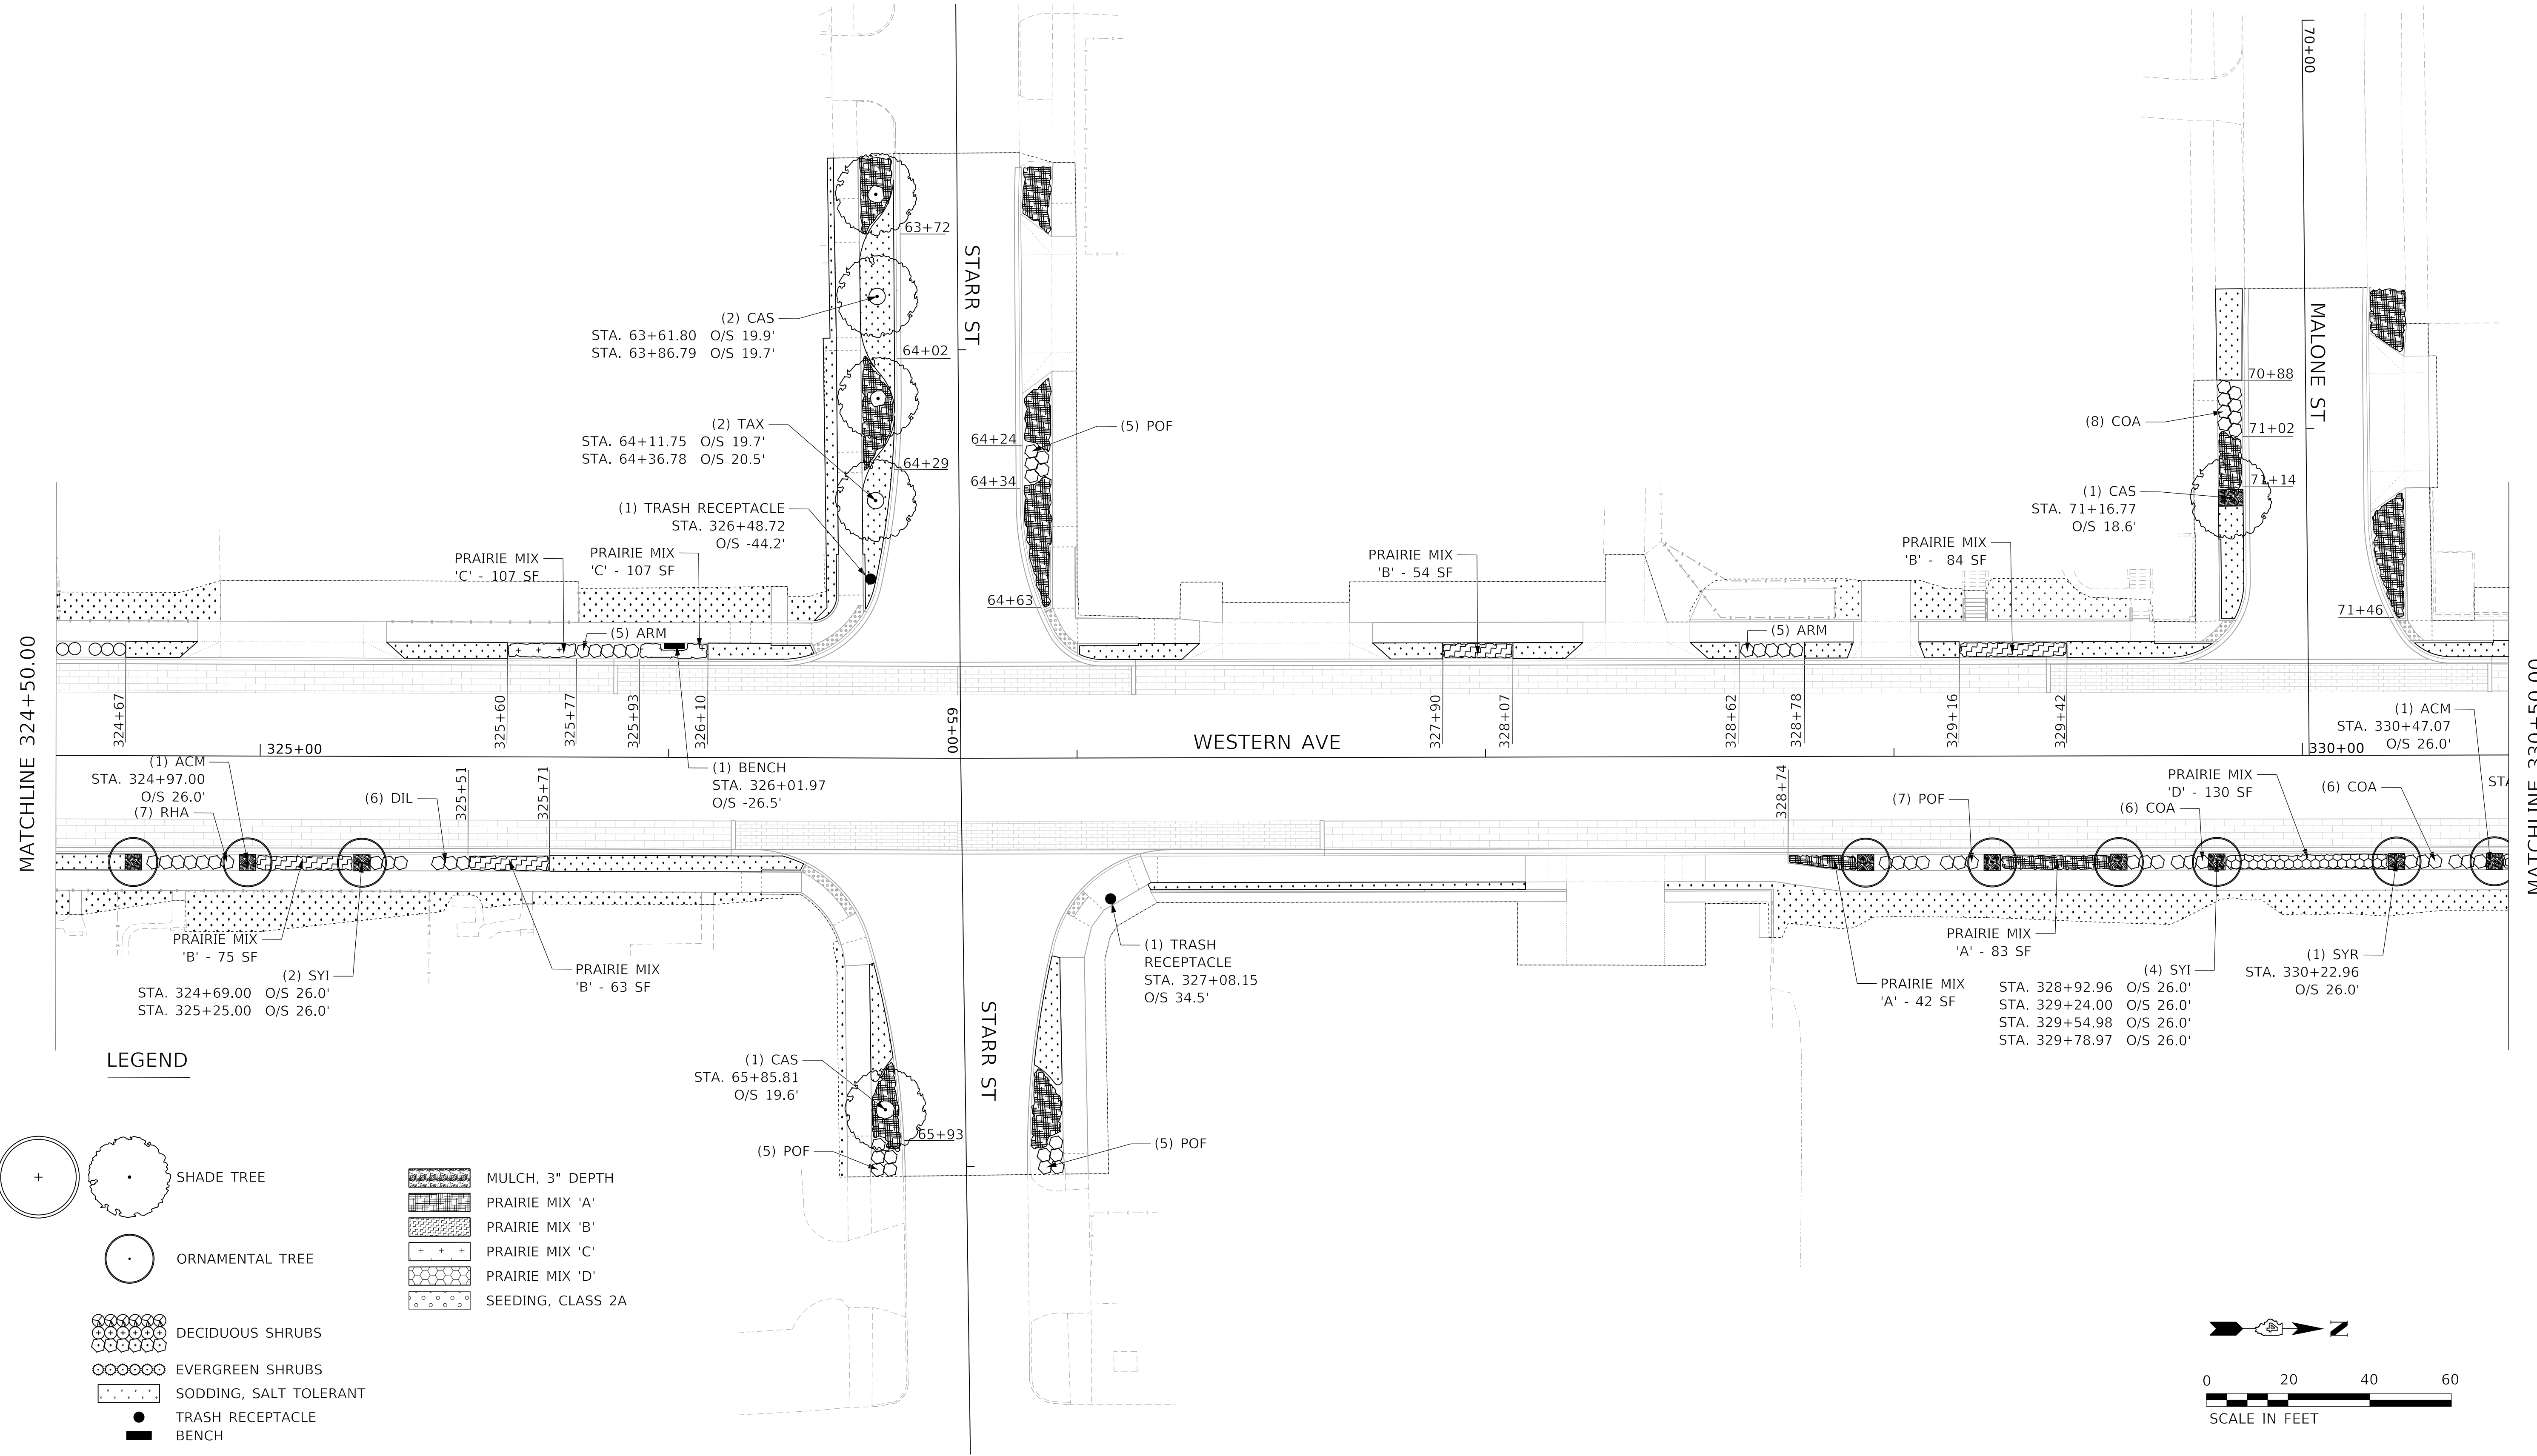 70+00
63+72
STARR ST
(2) CAS
STA. 63+61.80 O/S 19.9'
STA. 63+86.79 O/S 19.7'
64+02
MALONE ST
70+88
(2) TAX
STA. 64+11.75 O/S 19.7'
STA. 64+36.78 O/S 20.5'
64+24
64+29
64+34
(5) POF
(8) COA
71+02
71+14
(1) CAS
STA. 71+16.77
O/S 18.6'
(1) TRASH RECEPTACLE
STA. 326+48.72
O/S -44.2'
PRAIRIE MIX
'C' - 107 SF
PRAIRIE MIX
'C' - 107 SF
PRAIRIE MIX
'B' - 54 SF
PRAIRIE MIX
'B' - 84 SF
64+63
71+46
(5) ARM
(5) ARM
MATCHLINE 324+50.00
324+67
325+60
325+77
325+93
326+10
65+00
327+90
328+07
328+62
328+78
329+16
329+42
(1) ACM
STA. 330+47.07
O/S 26.0'
MATCHLINE 330+50.00
325+00
WESTERN AVE
330+00
(1) ACM
STA. 324+97.00
O/S 26.0'
(7) RHA
(6) DIL
325+51
325+71
(1) BENCH
STA. 326+01.97
O/S -26.5'
328+74
(7) POF
PRAIRIE MIX
'D' - 130 SF
(6) COA
(6) COA
STA
PRAIRIE MIX
'B' - 75 SF
(2) SYI
STA. 324+69.00 O/S 26.0'
STA. 325+25.00 O/S 26.0'
PRAIRIE MIX
'B' - 63 SF
(1) TRASH
RECEPTACLE
STA. 327+08.15
O/S 34.5'
PRAIRIE MIX
'A' - 42 SF
PRAIRIE MIX
'A' - 83 SF
(4) SYI
STA. 328+92.96 O/S 26.0'
STA. 329+24.00 O/S 26.0'
STA. 329+54.98 O/S 26.0'
STA. 329+78.97 O/S 26.0'
(1) SYR
STA. 330+22.96
O/S 26.0'
STARR ST
(1) CAS
STA. 65+85.81
O/S 19.6'
65+93
(5) POF
(5) POF
LEGEND
SHADE TREE
ORNAMENTAL TREE
DECIDUOUS SHRUBS
EVERGREEN SHRUBS
SODDING, SALT TOLERANT
TRASH RECEPTACLE
BENCH
MULCH, 3" DEPTH
PRAIRIE MIX 'A'
PRAIRIE MIX 'B'
PRAIRIE MIX 'C'
PRAIRIE MIX 'D'
SEEDING, CLASS 2A
N
0 20 40 60
SCALE IN FEET